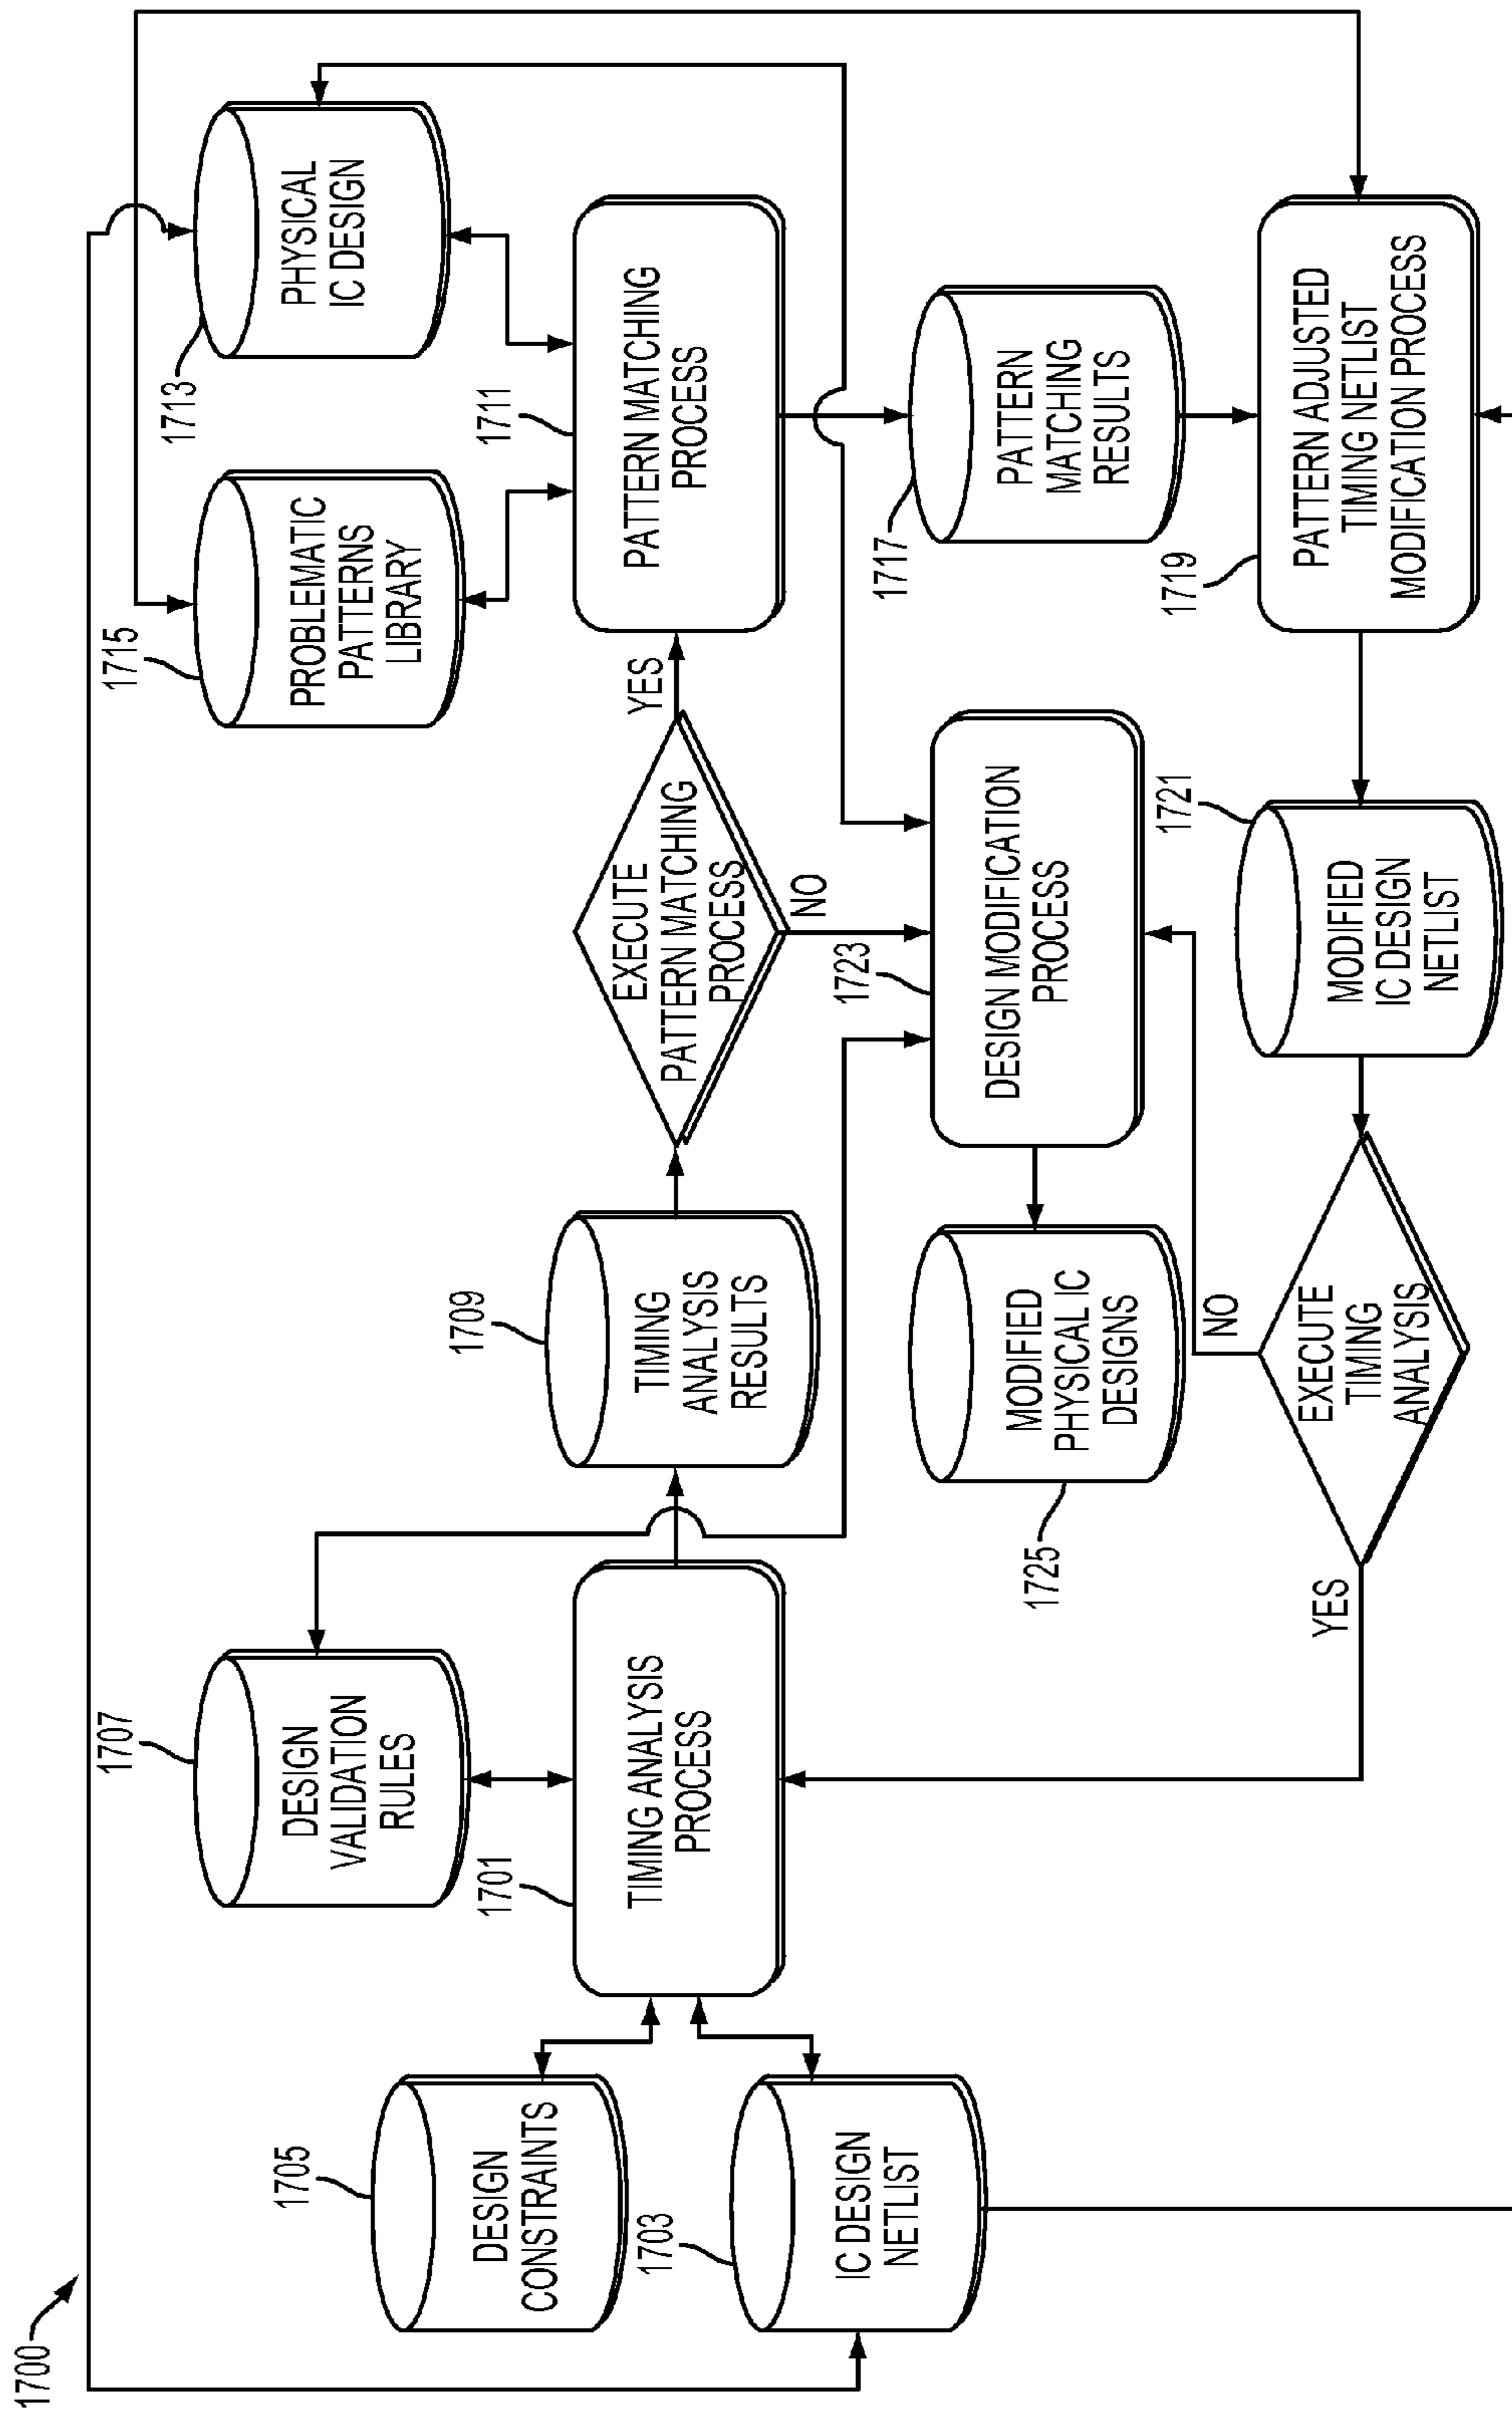 1700
1705
DESIGN
CONSTRAINTS
1703
IC DESIGN
NETLIST
1707
DESIGN
VALIDATION
RULES
1701
TIMING ANALYSIS
PROCESS
1709
TIMING
ANALYSIS
RESULTS
EXECUTE
PATTERN MATCHING
PROCESS
YES
NO
1715
PROBLEMATIC
PATTERNS
LIBRARY
1713
PHYSICAL
IC DESIGN
1711
PATTERN MATCHING
PROCESS
1725
MODIFIED
PHYSICAL IC
DESIGNS
1723
DESIGN MODIFICATION
PROCESS
1717
PATTERN
MATCHING
RESULTS
YES
EXECUTE
TIMING
ANALYSIS
NO
1721
MODIFIED
IC DESIGN
NETLIST
1719
PATTERN ADJUSTED
TIMING NETLIST
MODIFICATION PROCESS